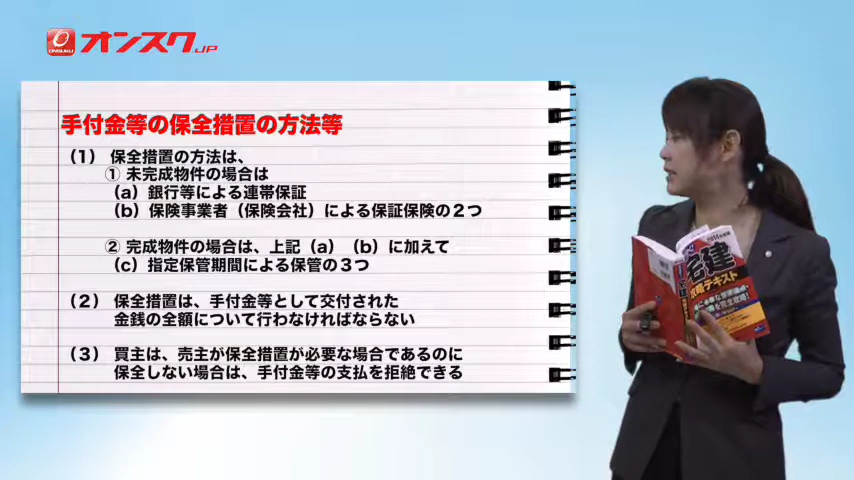 ONSUKU
オンスク.JP
手付金等の保全措置の方法等
（1） 保全措置の方法は、
① 未完成物件の場合は
（a）銀行等による連帯保証
（b）保険事業者（保険会社）による保証保険の２つ
② 完成物件の場合は、上記（a）（b）に加えて
（c）指定保管期間による保管の３つ
（2） 保全措置は、手付金等として交付された
金銭の全額について行わなければならない
（3） 買主は、売主が保全措置が必要な場合であるのに
保全しない場合は、手付金等の支払を拒絶できる
宅建
攻略テキスト